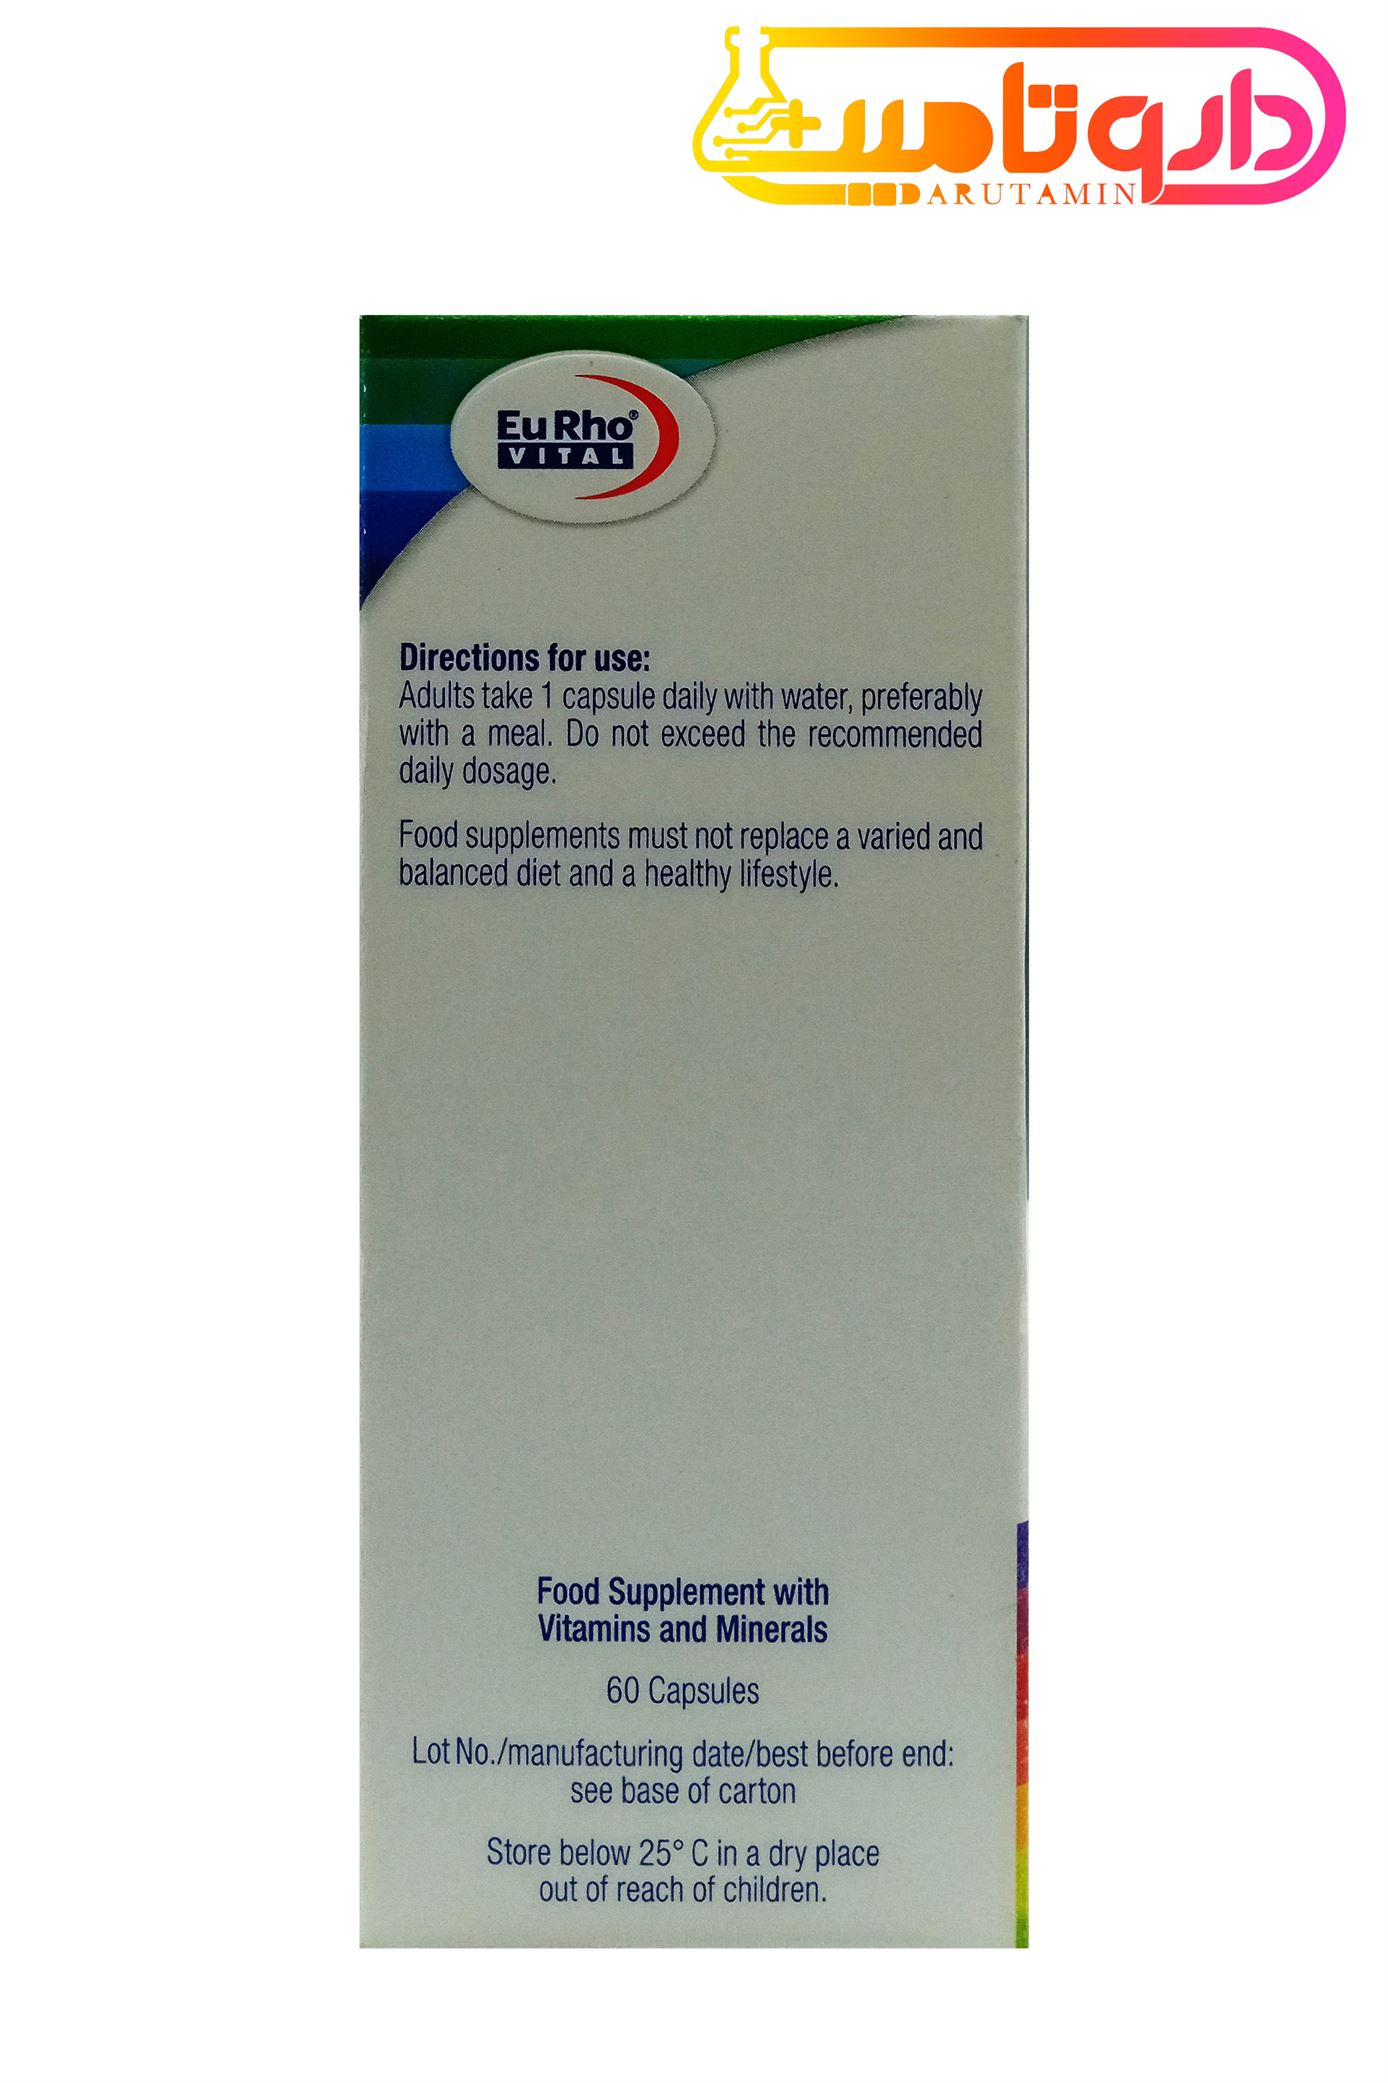 داروتامین
DARUTAMIN
EuRho®
VITAL
Directions for use:
Adults take 1 capsule daily with water, preferably
with a meal. Do not exceed the recommended
daily dosage.
Food supplements must not replace a varied and
balanced diet and a healthy lifestyle.
Food Supplement with
Vitamins and Minerals
60 Capsules
Lot No./manufacturing date/best before end:
see base of carton
Store below 25° C in a dry place
out of reach of children.